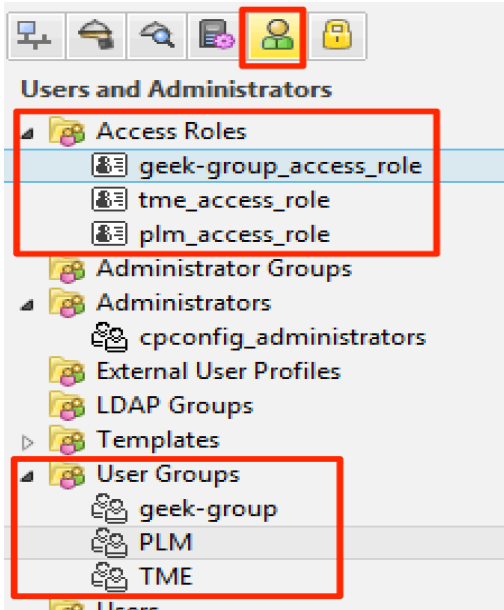 Users and Administrators
Access Roles
geek-group_access_role
tme_access_role
plm_access_role
Administrator Groups
Administrators
cpconfig_administrators
External User Profiles
LDAP Groups
Templates
User Groups
geek-group
PLM
TME
Users